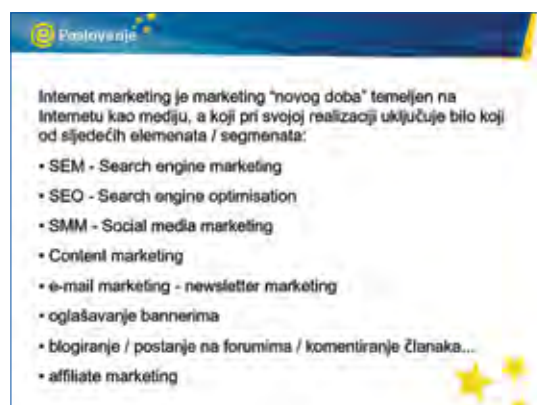 e Poslovanje
Internet marketing je marketing "novog doba" temeljen na
Internetu kao mediju, a koji pri svojoj realizaciji uključuje bilo koji
od sljedećih elemenata / segmenata:
• SEM - Search engine marketing
• SEO - Search engine optimisation
• SMM - Social media marketing
• Content marketing
• e-mail marketing - newsletter marketing
• oglašavanje bannerima
• blogiranje / postanje na forumima / komentiranje članaka...
• affiliate marketing